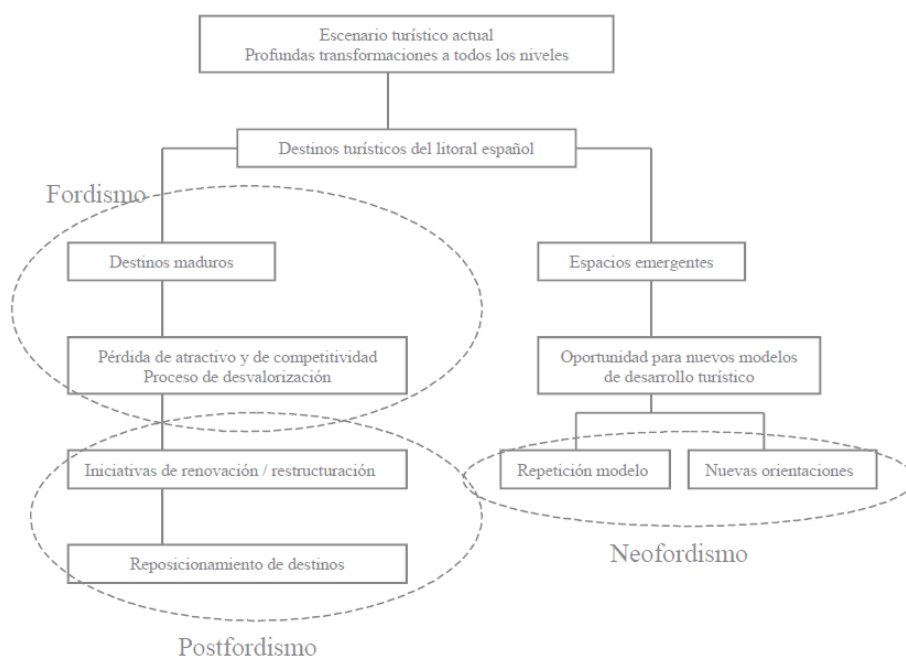 Escenario turístico actual
Profundas transformaciones a todos los niveles
Destinos turísticos del litoral español
Fordismo
Destinos maduros
Espacios emergentes
Pérdida de atractivo y de competitividad
Proceso de desvalorización
Oportunidad para nuevos modelos
de desarrollo turístico
Iniciativas de renovación / restructuración
Repetición modelo
Nuevas orientaciones
Reposicionamiento de destinos
Neofordismo
Postfordismo